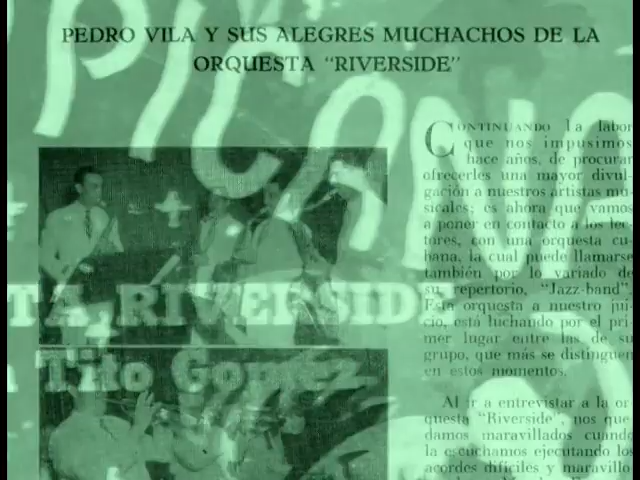 PEDRO VILA Y SUS ALEGRES MUCHACHOS DE LA
ORQUESTA "RIVERSIDE"
PICANA
TA RIVERSID
Tito Gomez
CONTINUANDO la labor
que nos impusimos
hace años, de procurar
ofrecerles una mayor divul-
gación a nuestros artistas mu-
sicales; es ahora que vamos
a poner en contacto a los lec-
tores, con una orquesta cu-
bana, la cual puede llamarse
también por lo variado de
su repertorio, "Jazz-band".
Esta orquesta a nuestro jui-
cio, está luchando por el pri-
mer lugar entre las de su
grupo, que más se distinguen
en estos momentos.
Al ir a entrevistar a la or-
questa "Riverside", nos que-
damos maravillados cuando
la escuchamos ejecutando los
acordes difíciles y maravillo-